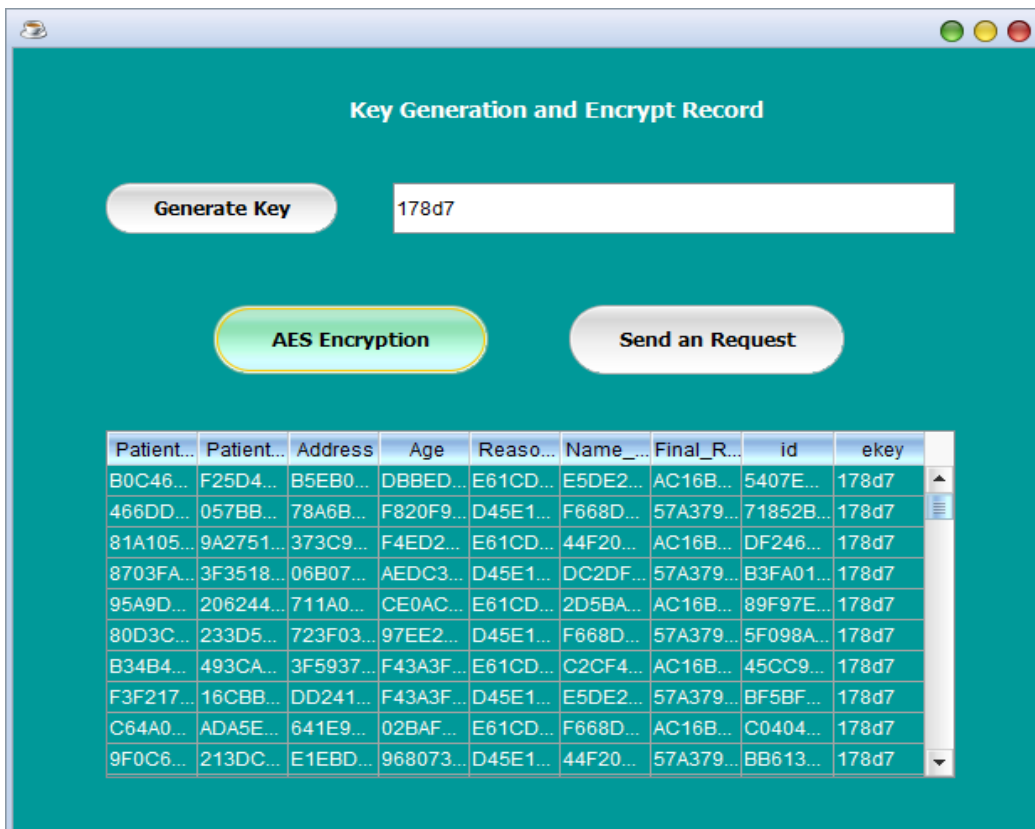 Key Generation and Encrypt Record
Generate Key 178d7
AES Encryption Send an Request
Patient... Patient... Address Age Reaso... Name_... Final_R... id ekey
B0C46... F25D4... B5EB0... DBBED... E61CD... E5DE2... AC16B... 5407E... 178d7
466DD... 057BB... 78A6B... F820F9... D45E1... F668D... 57A379... 71852B... 178d7
81A105... 9A2751... 373C9... F4ED2... E61CD... 44F20... AC16B... DF246... 178d7
8703FA... 3F3518... 06B07... AEDC3... D45E1... DC2DF... 57A379... B3FA01... 178d7
95A9D... 206244... 711A0... CE0AC... E61CD... 2D5BA... AC16B... 89F97E... 178d7
80D3C... 233D5... 723F03... 97EE2... D45E1... F668D... 57A379... 5F098A... 178d7
B34B4... 493CA... 3F5937... F43A3F... E61CD... C2CF4... AC16B... 45CC9... 178d7
F3F217... 16CBB... DD241... F43A3F... D45E1... E5DE2... 57A379... BF5BF... 178d7
C64A0... ADA5E... 641E9... 02BAF... E61CD... F668D... AC16B... C0404... 178d7
9F0C6... 213DC... E1EBD... 968073... D45E1... 44F20... 57A379... BB613... 178d7